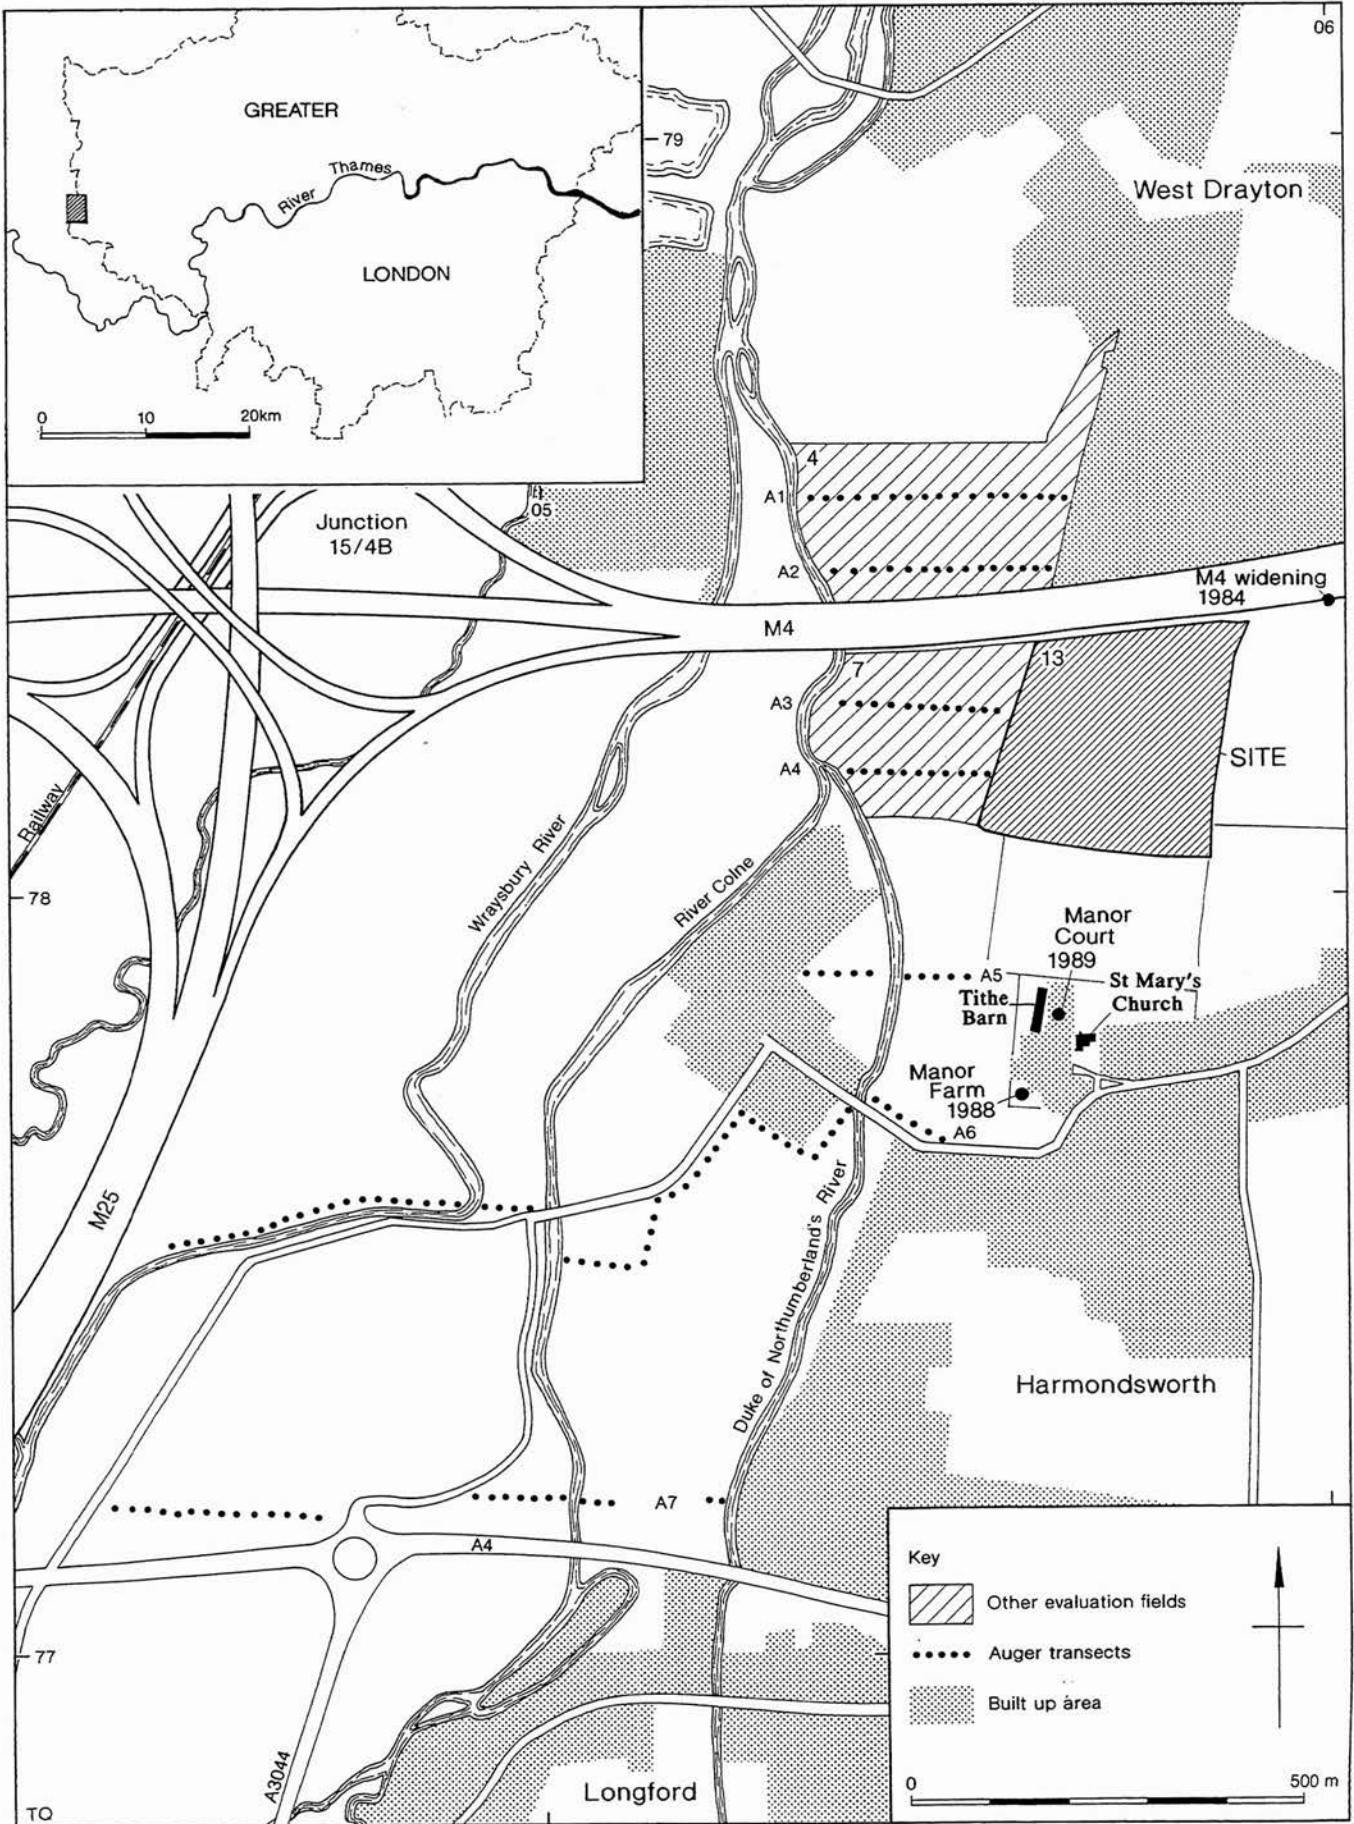 06
GREATER
79
River Thames
West Drayton
LONDON
0 10 20km
4
A1
05
Junction
15/4B
A2
M4 widening
1984
M4
7
13
A3
SITE
A4
Railway
Wraysbury River
River Colne
78
Manor
Court
1989
A5
St Mary's
Church
Tithe
Barn
Manor
Farm
1988
A6
M25
Duke of Northumberland's River
Harmondsworth
A7
A4
Key
Other evaluation fields
Auger transects
Built up area
77
A3044
0 500 m
Longford
TQ